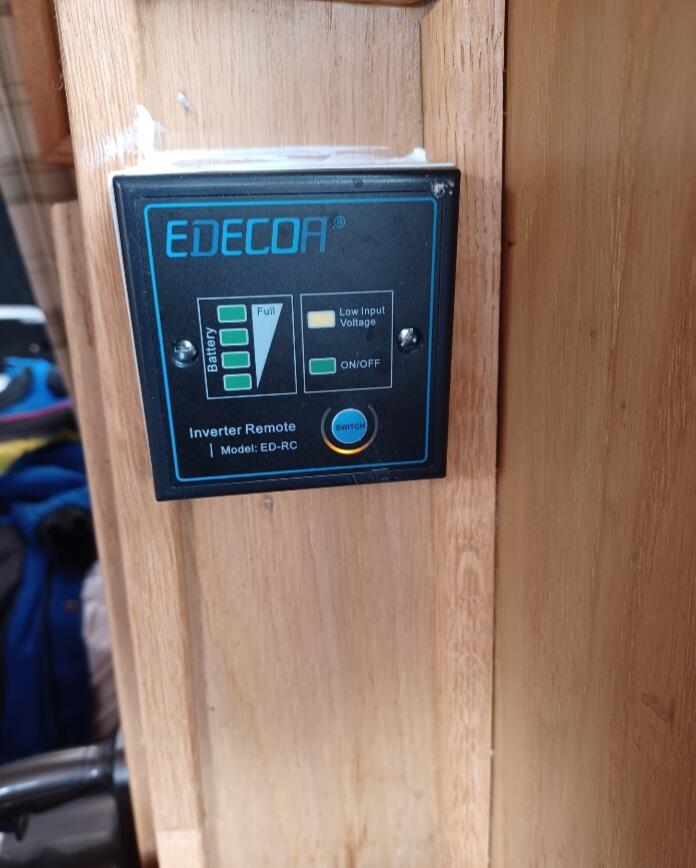 EDECOA®
Full
Battery
Low Input
Voltage
ON/OFF
Inverter Remote
SWITCH
| Model: ED-RC